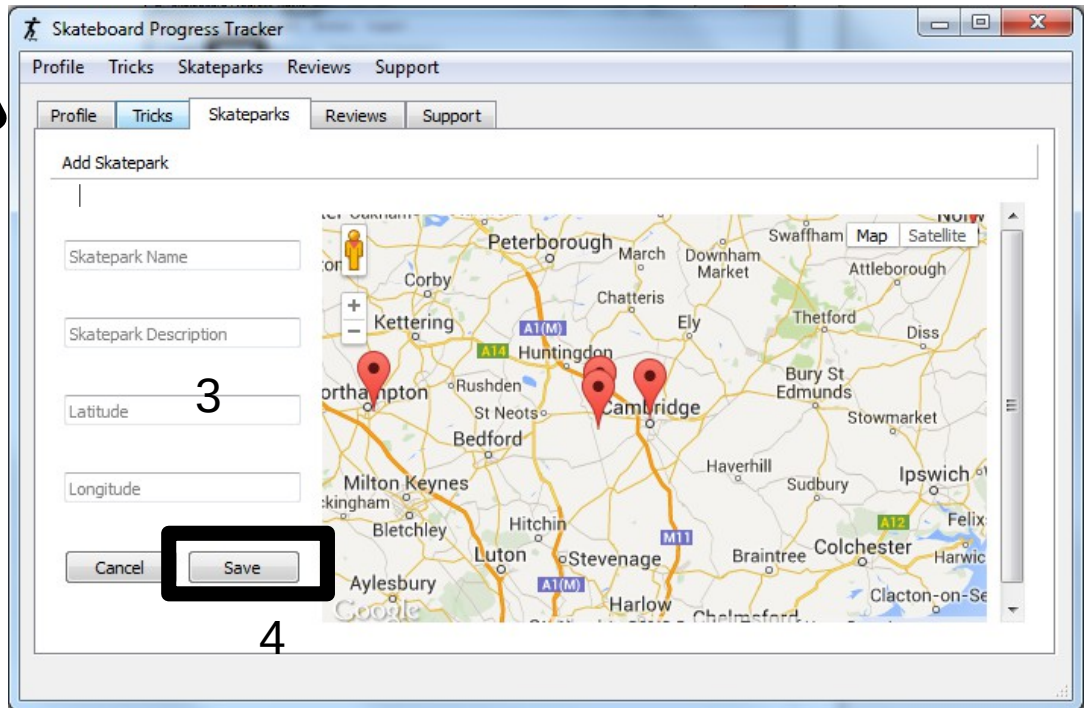 Skateboard Progress Tracker
Profile Tricks Skateparks Reviews Support
Profile Tricks Skateparks Reviews Support
Add Skatepark
Skatepark Name
Skatepark Description
3
Latitude
Longitude
Cancel Save
4
Map Satellite
Peterborough
March
Downham Market
Swaffham
Attleborough
Corby
Chatteris
Kettering
A1(M)
Ely
Thetford
Diss
A14
Huntingdon
Rushden
Bury St Edmunds
St Neots
Cambridge
Stowmarket
Bedford
Haverhill
Sudbury
Ipswich
Milton Keynes
Bletchley
Hitchin
M11
A12
Felix
Luton
Stevenage
Braintree
Colchester
Harwic
Aylesbury
A1(M)
Harlow
Clacton-on-Se
Google
Chelmsford